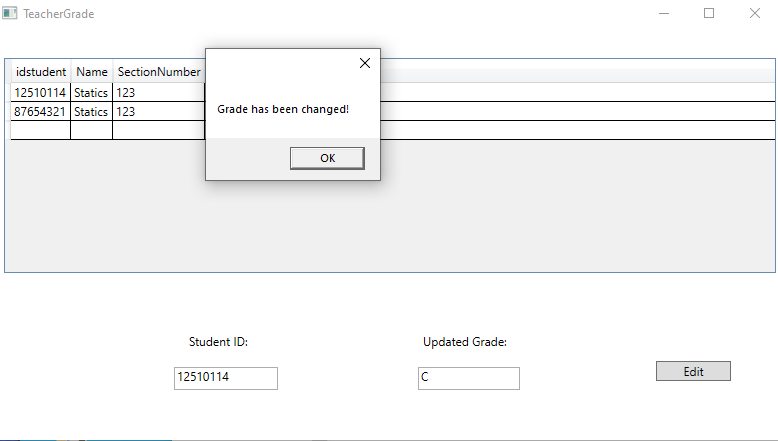 TeacherGrade
idstudent Name SectionNumber
12510114 Statics 123
87654321 Statics 123
Grade has been changed!
OK
Student ID: Updated Grade:
12510114 C Edit